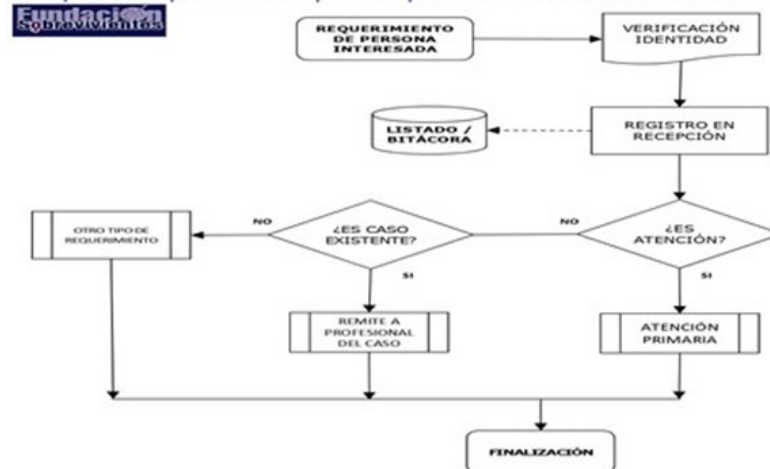 Fundación
Sobrevivientes
REQUERIMIENTO
DE PERSONA
INTERESADA
VERIFICACIÓN
IDENTIDAD
LISTADO /
BITÁCORA
REGISTRO EN
RECEPCIÓN
OTRO TIPO DE
REQUERIMIENTO
NO
¿ES CASO
EXISTENTE?
NO
¿ES
ATENCIÓN?
SI
SI
REMITE A
PROFESIONAL
DEL CASO
ATENCIÓN
PRIMARIA
FINALIZACIÓN